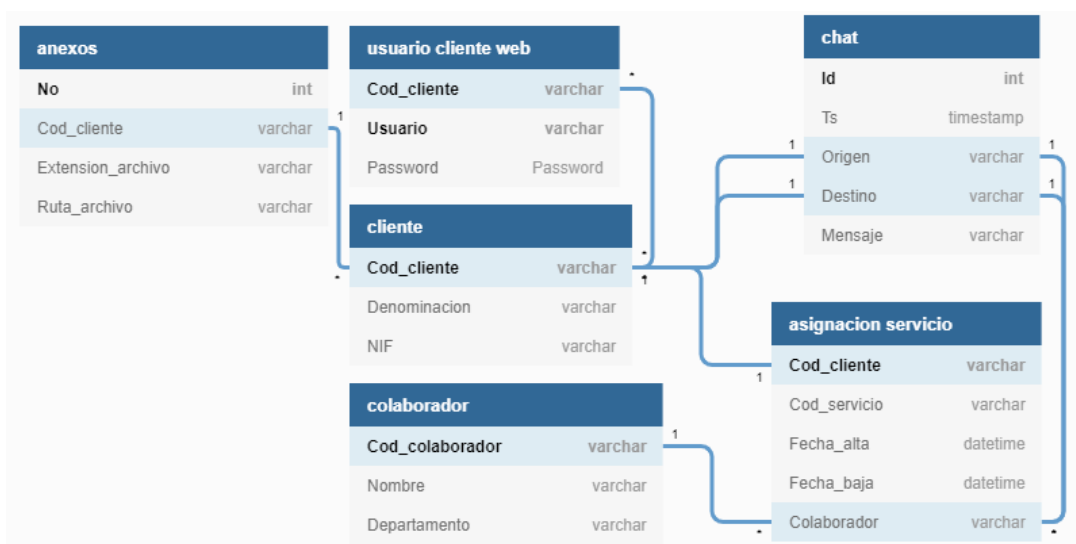 anexos
No int
Cod_cliente varchar
Extension_archivo varchar
Ruta_archivo varchar
1
*
usuario cliente web
Cod_cliente varchar
Usuario varchar
Password Password
*
cliente
Cod_cliente varchar
Denominacion varchar
NIF varchar
*
1
colaborador
Cod_colaborador varchar
Nombre varchar
Departamento varchar
1
chat
Id int
Ts timestamp
1 Origen varchar 1
1 Destino varchar 1
Mensaje varchar
asignacion servicio
1 Cod_cliente varchar
Cod_servicio varchar
Fecha_alta datetime
Fecha_baja datetime
* Colaborador varchar *